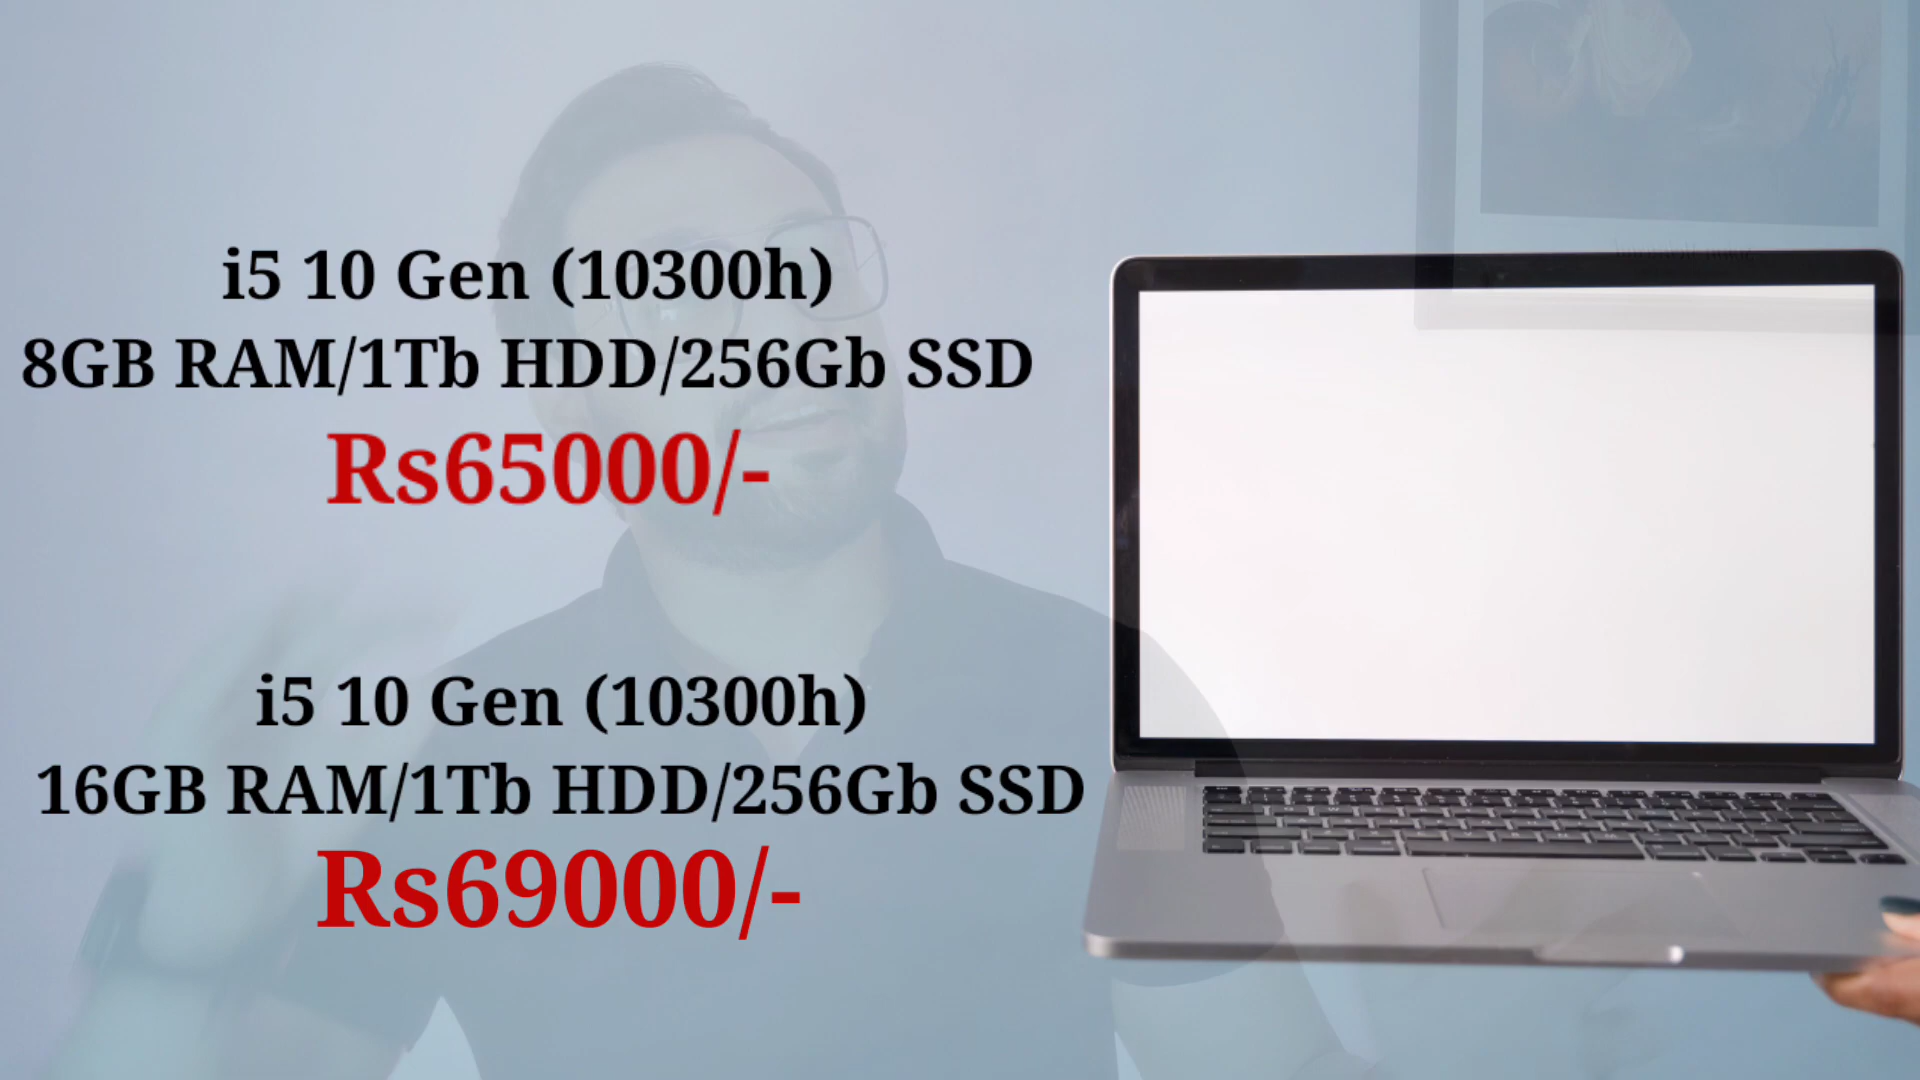 i5 10 Gen (10300h)
8GB RAM/1Tb HDD/256Gb SSD
Rs65000/-
i5 10 Gen (10300h)
16GB RAM/1Tb HDD/256Gb SSD
Rs69000/-